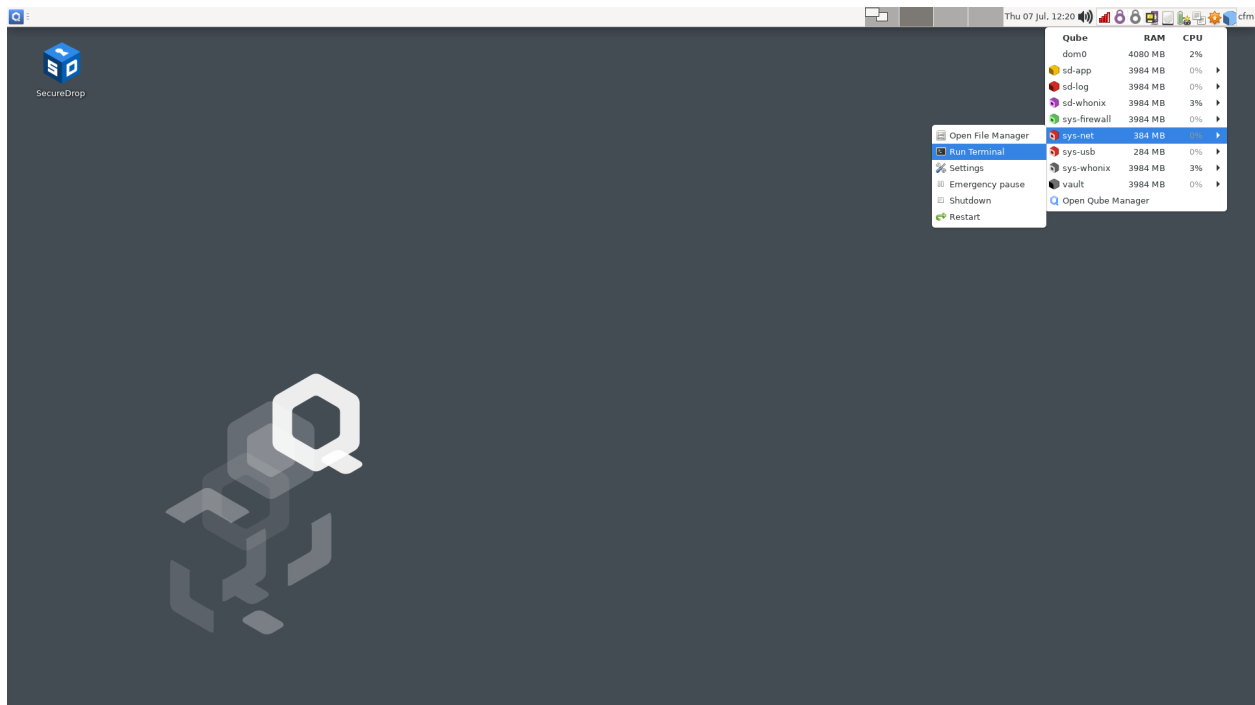 Thu 07 Jul, 12:20
cfm
SecureDrop
Qube RAM CPU
dom0 4080 MB 2%
sd-app 3984 MB 0%
sd-log 3984 MB 0%
sd-whonix 3984 MB 3%
sys-firewall 3984 MB 0%
sys-net 384 MB 0%
sys-usb 284 MB 0%
sys-whonix 3984 MB 3%
vault 3984 MB 0%
Open Qube Manager
Open File Manager
Run Terminal
Settings
Emergency pause
Shutdown
Restart